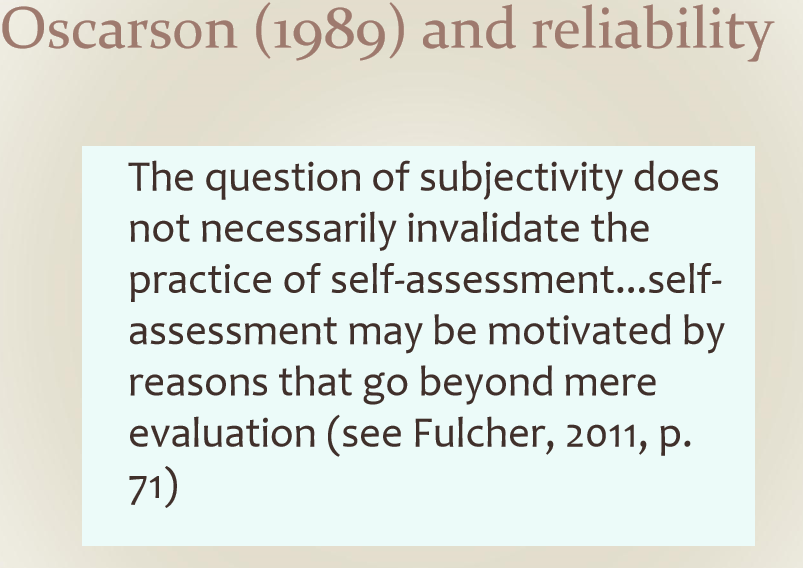 Oscarson (1989) and reliability
The question of subjectivity does
not necessarily invalidate the
practice of self-assessment...self-
assessment may be motivated by
reasons that go beyond mere
evaluation (see Fulcher, 2011, p.
71)